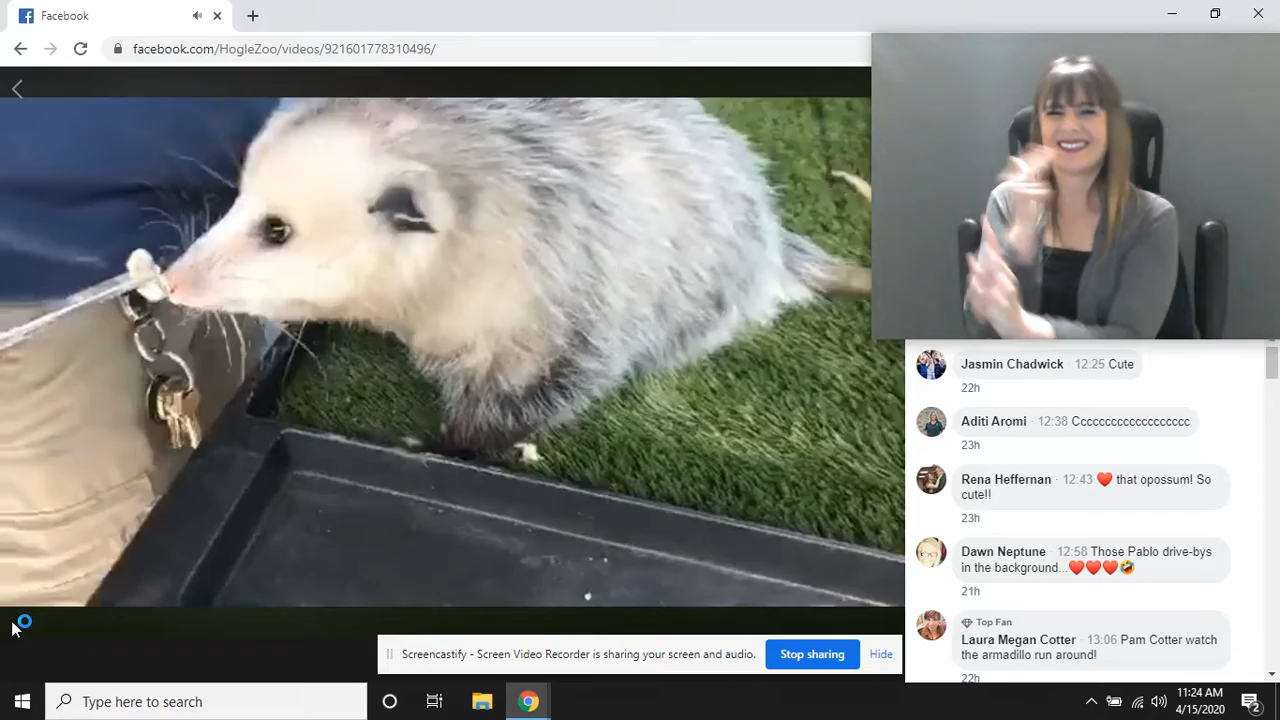 Facebook
facebook.com/HogleZoo/videos/921601778310496/
Jasmin Chadwick 12:25 Cute
22h
Aditi Aromi 12:38 Cccccccccccccccccc
23h
Rena Heffernan 12:43 ❤️ that opossum! So
cute!!
23h
Dawn Neptune 12:58 Those Pablo drive-bys
in the background...❤️❤️❤️🤣
21h
Top Fan
Laura Megan Cotter 13:06 Pam Cotter watch
the armadillo run around!
22h
Screencastify - Screen Video Recorder is sharing your screen and audio. Stop sharing Hide
Type here to search
11:24 AM
4/15/2020
2